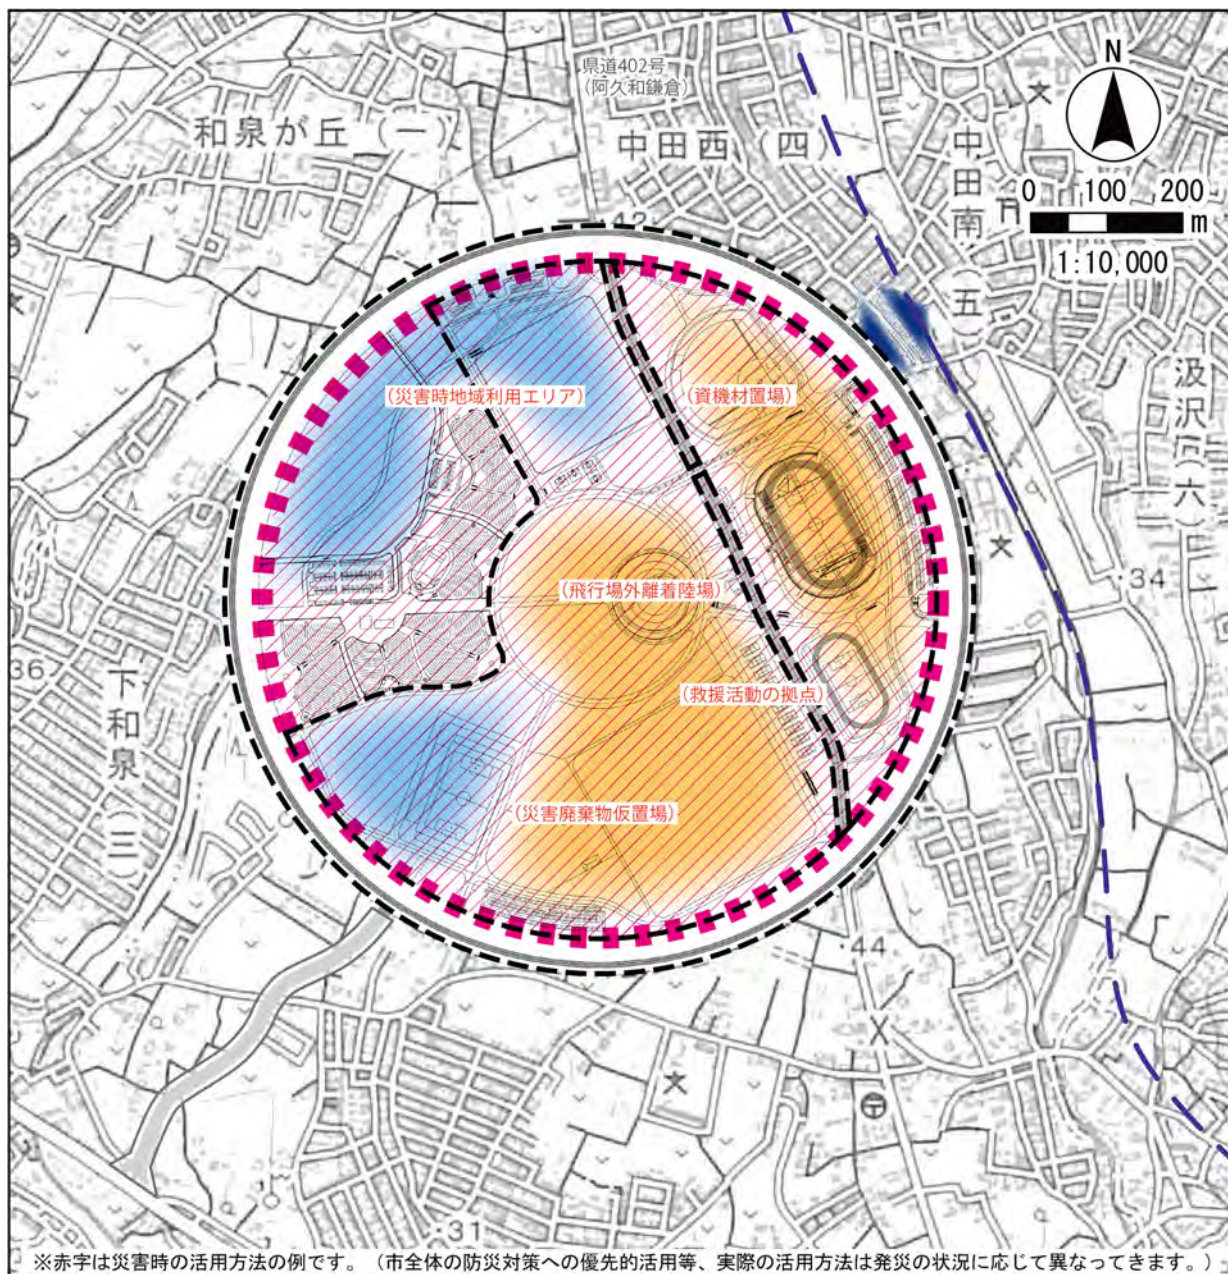 県道402号
(阿久和鎌倉)
和泉が丘(一)
中田西(四)
中田南(五)
N
0 100 200
m
1:10,000
汲沢(六)
42
(災害時地域利用エリア)
(資機材置場)
(飛行場外離着陸場)
34
36
下和泉(三)
(救援活動の拠点)
(災害廃棄物仮置場)
44
31
※赤字は災害時の活用方法の例です。(市全体の防災対策への優先的活用等、実際の活用方法は発災の状況に応じて異なってきます。)